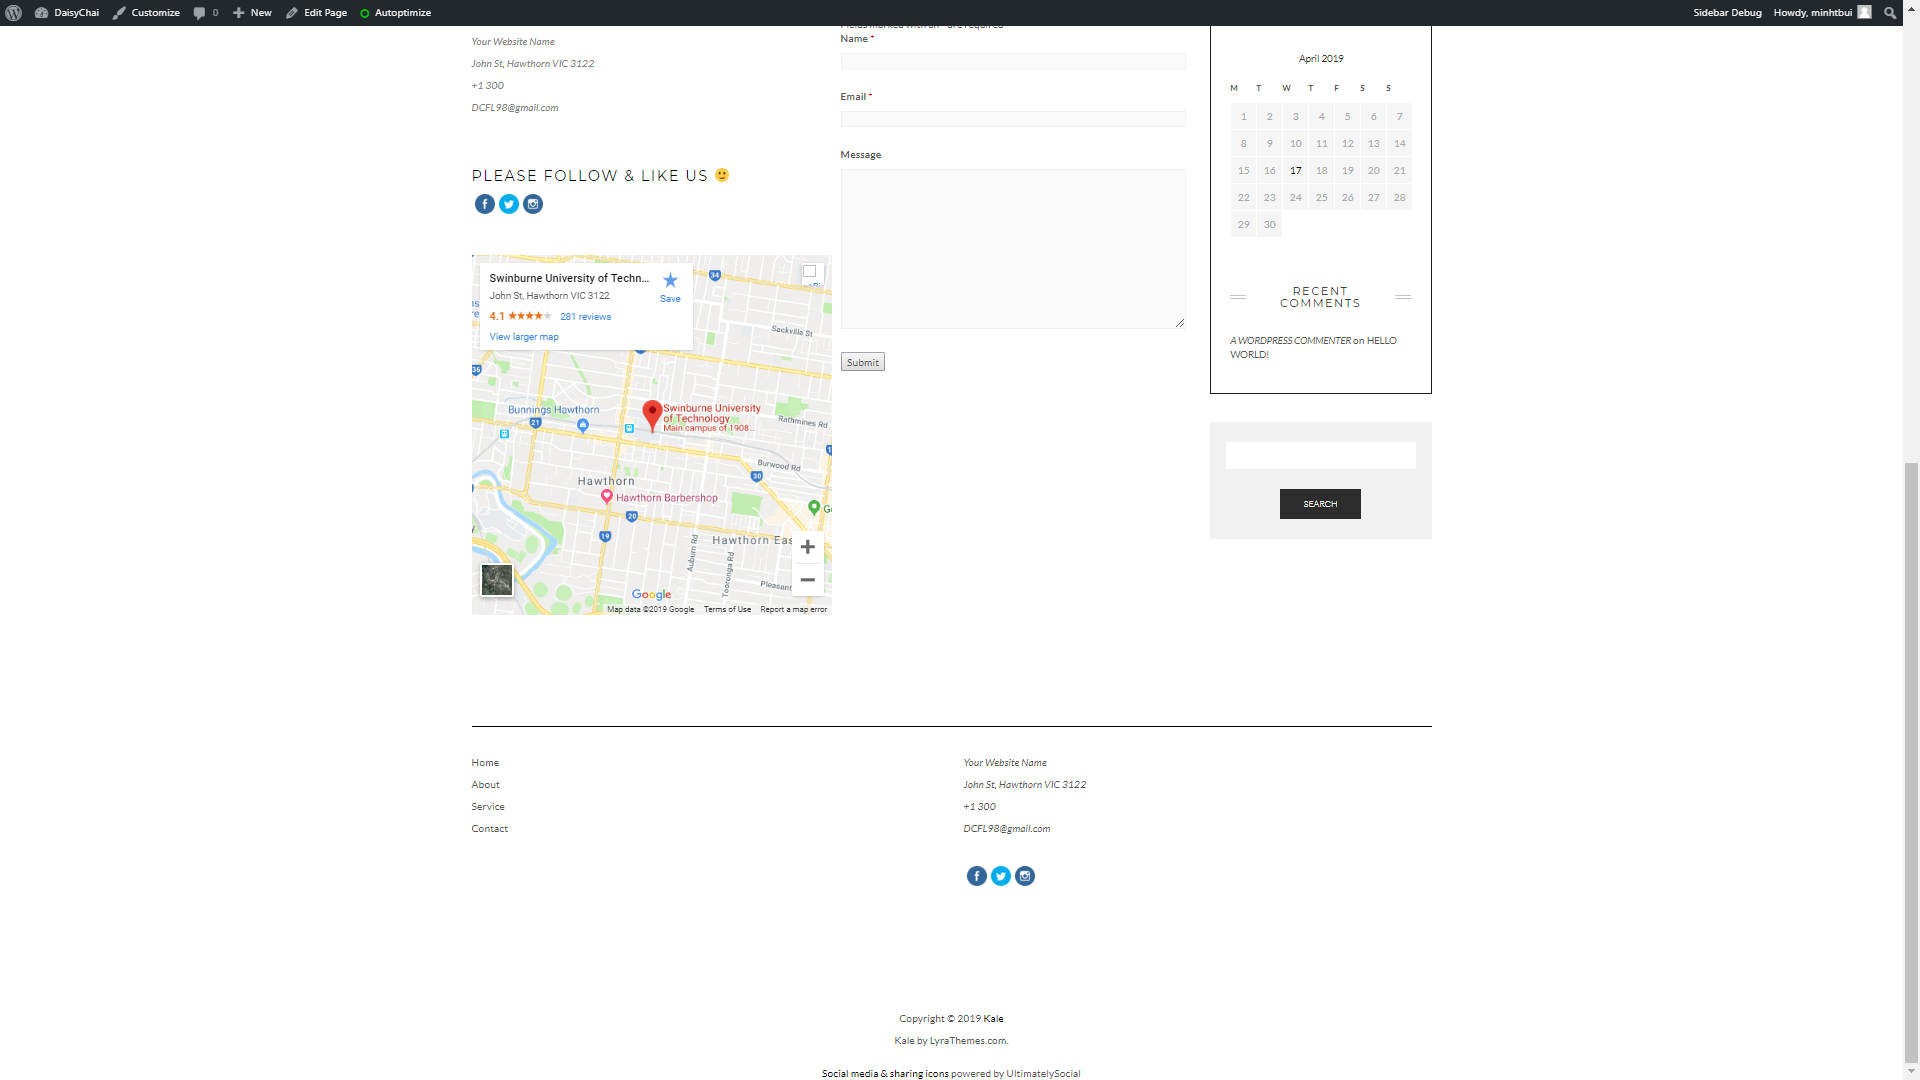 DaisyChai
Customize
0
New
Edit Page
Autoptimize
Sidebar Debug
Howdy, minhtbui
Your Website Name
John St, Hawthorn VIC 3122
+1 300
DCFL98@gmail.com
PLEASE FOLLOW & LIKE US 🙂
Swinburne University of Techn...
John St, Hawthorn VIC 3122
Save
4.1
281 reviews
View larger map
34
Sackville St
36
Bunnings Hawthorn
21
Swinburne University
of Technology
Main campus of 1908...
Rathmines Rd
Burwood Rd
30
Hawthorn
Hawthorn Barbershop
20
19
Hawthorn Eas
Auburn Rd
Tooronga Rd
Pleasant
Google
Map data ©2019 Google
Terms of Use
Report a map error
Name *
Email *
Message
Submit
April 2019
M T W T F S S
1 2 3 4 5 6 7
8 9 10 11 12 13 14
15 16 17 18 19 20 21
22 23 24 25 26 27 28
29 30
RECENT
COMMENTS
A WORDPRESS COMMENTER on HELLO
WORLD!
SEARCH
Home
About
Service
Contact
Your Website Name
John St, Hawthorn VIC 3122
+1 300
DCFL98@gmail.com
Copyright © 2019 Kale
Kale by LyraThemes.com.
Social media & sharing icons powered by UltimatelySocial